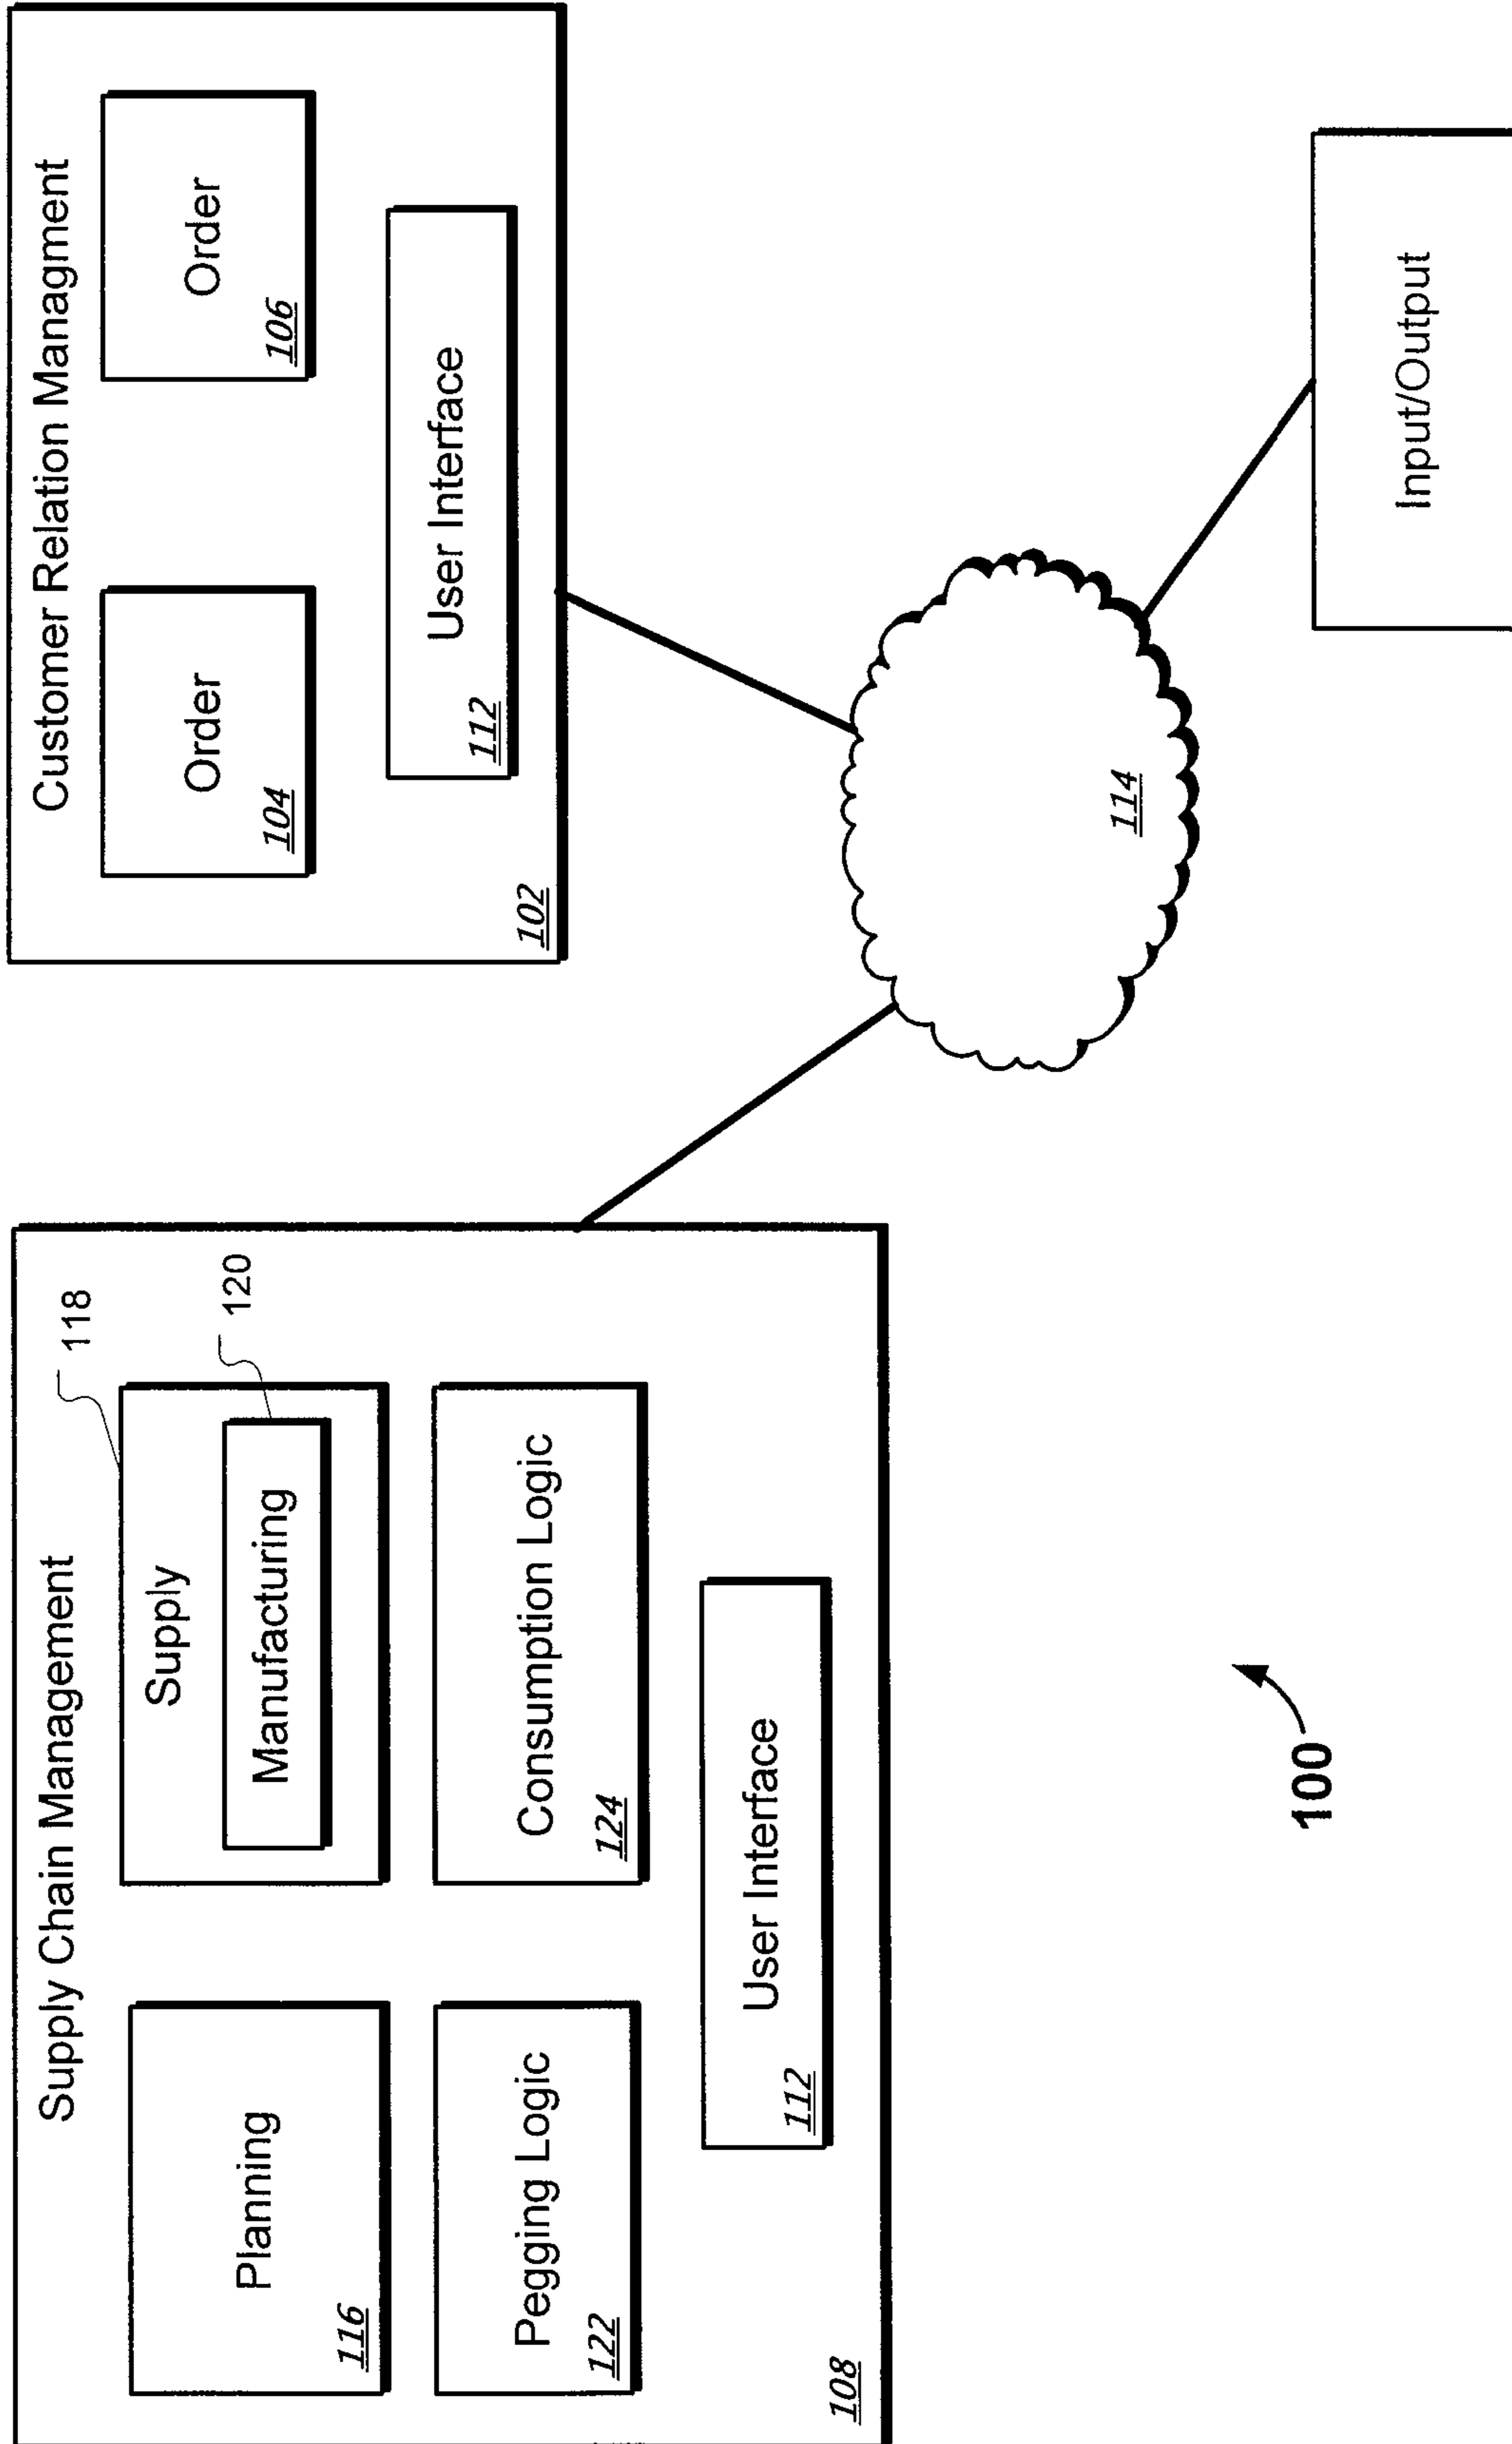 Supply Chain Management
Planning
116
Supply
Manufacturing
118
120
Pegging Logic
122
Consumption Logic
124
User Interface
112
108
Customer Relation Managment
Order
104
Order
106
User Interface
112
102
114
Input/Output
100